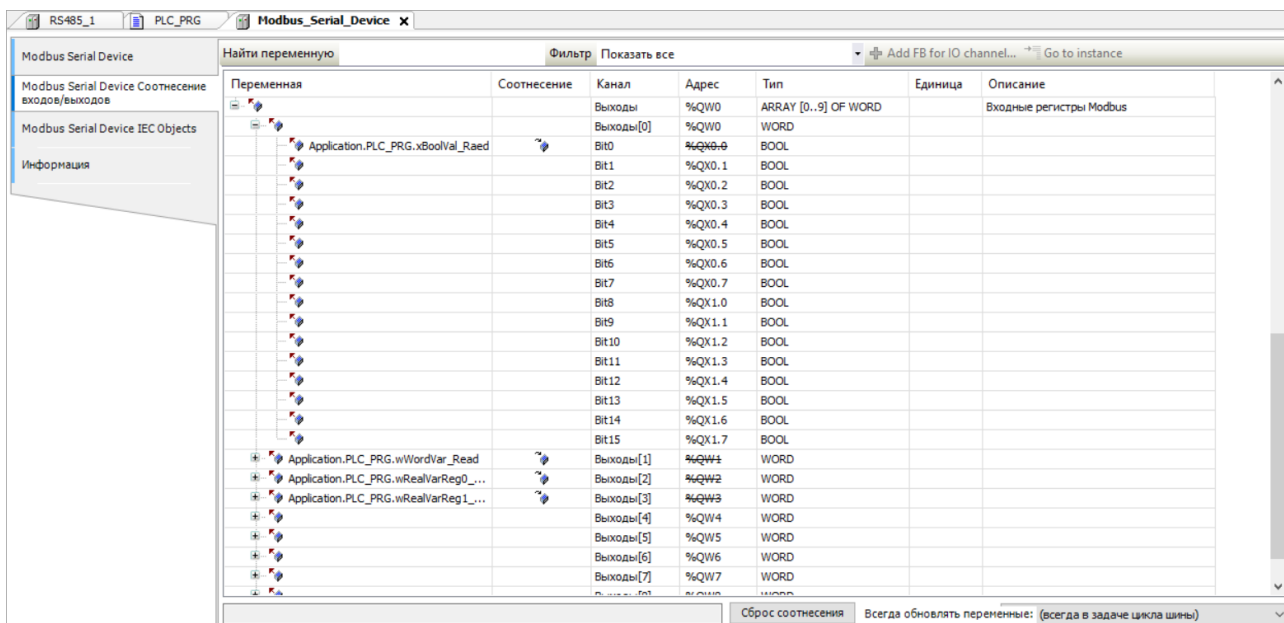 RS485_1 PLC_PRG Modbus_Serial_Device X
Modbus Serial Device
Modbus Serial Device Соотнесение
входов/выходов
Modbus Serial Device IEC Objects
Информация
Найти переменную Фильтр Показать все Add FB for IO channel... Go to instance
Переменная Соотнесение Канал Адрес Тип Единица Описание
Выходы %QW0 ARRAY [0..9] OF WORD Входные регистры Modbus
Выходы[0] %QW0 WORD
Application.PLC_PRG.xBoolVal_Raed Bit0 %QX0.0 BOOL
Bit1 %QX0.1 BOOL
Bit2 %QX0.2 BOOL
Bit3 %QX0.3 BOOL
Bit4 %QX0.4 BOOL
Bit5 %QX0.5 BOOL
Bit6 %QX0.6 BOOL
Bit7 %QX0.7 BOOL
Bit8 %QX1.0 BOOL
Bit9 %QX1.1 BOOL
Bit10 %QX1.2 BOOL
Bit11 %QX1.3 BOOL
Bit12 %QX1.4 BOOL
Bit13 %QX1.5 BOOL
Bit14 %QX1.6 BOOL
Bit15 %QX1.7 BOOL
Application.PLC_PRG.wWordVar_Read Выходы[1] %QW1 WORD
Application.PLC_PRG.wRealVarReg0_... Выходы[2] %QW2 WORD
Application.PLC_PRG.wRealVarReg1_... Выходы[3] %QW3 WORD
Выходы[4] %QW4 WORD
Выходы[5] %QW5 WORD
Выходы[6] %QW6 WORD
Выходы[7] %QW7 WORD
Сброс соотнесения Всегда обновлять переменные: (всегда в задаче цикла шины)